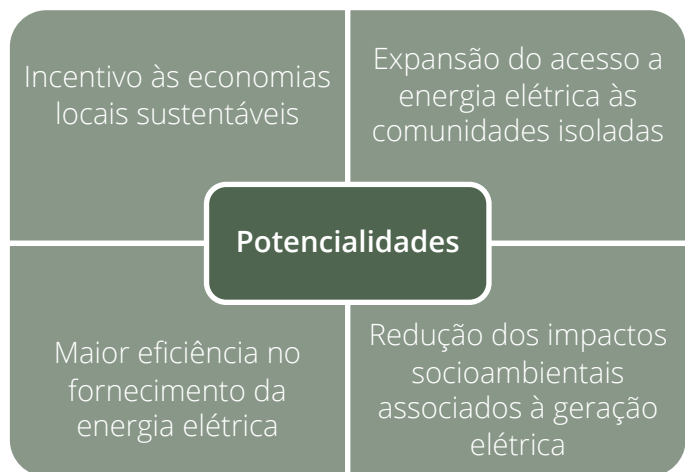 Incentivo às economias
locais sustentáveis
Expansão do acesso a
energia elétrica às
comunidades isoladas
Potencialidades
Maior eficiência no
fornecimento da
energia elétrica
Redução dos impactos
socioambientais
associados à geração
elétrica